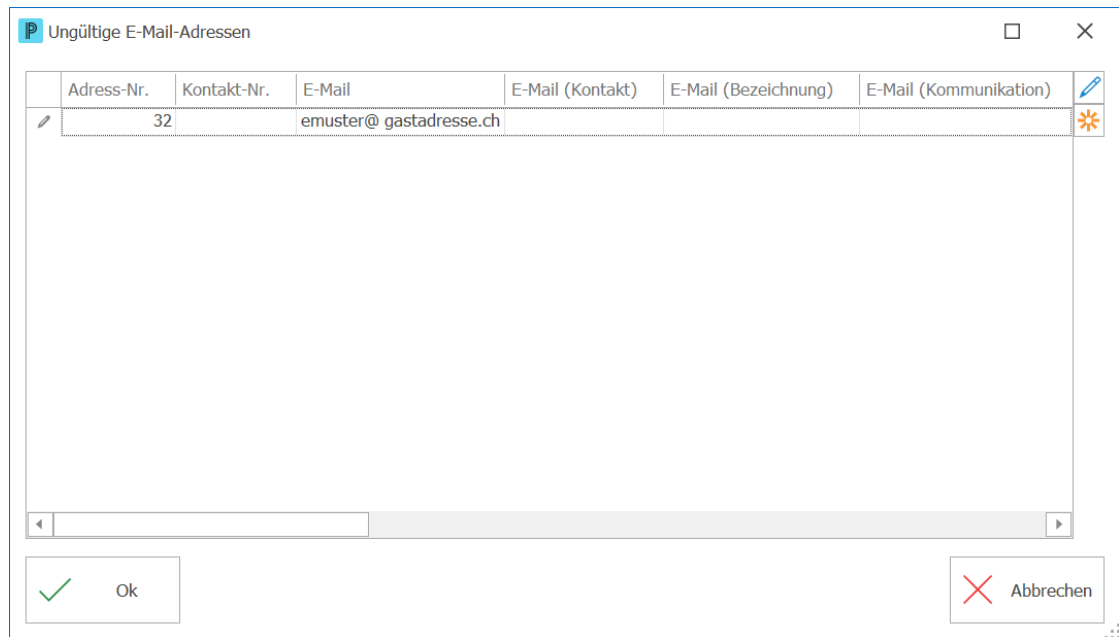 Ungültige E-Mail-Adressen
Adress-Nr. Kontakt-Nr. E-Mail E-Mail (Kontakt) E-Mail (Bezeichnung) E-Mail (Kommunikation)
32 emuster@ gastadresse.ch
Ok Abbrechen